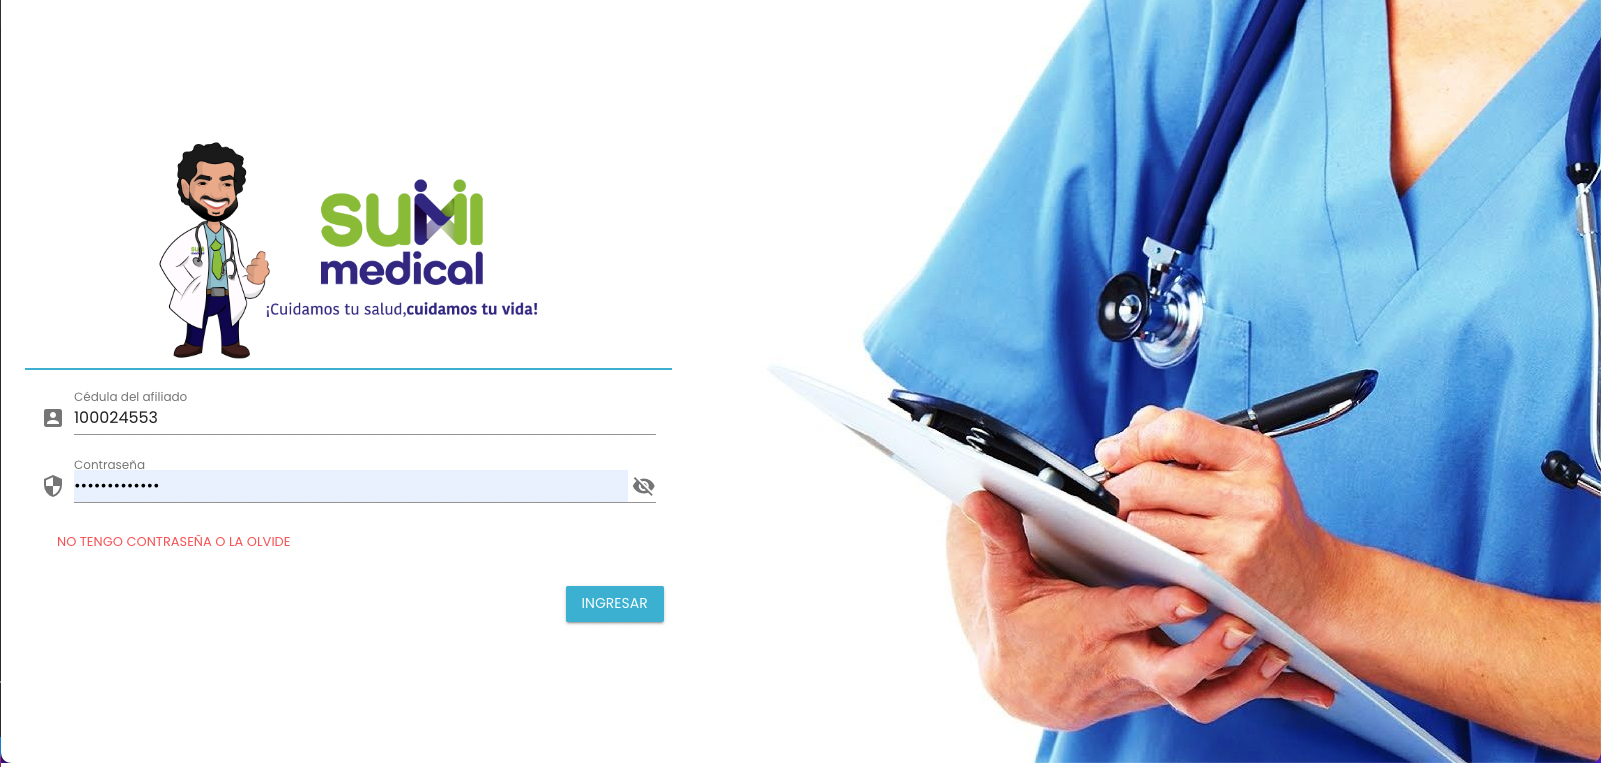 sumi
medical
¡Cuidamos tu salud,cuidamos tu vida!
Cédula del afiliado
100024553
Contraseña
•••••••••••••
NO TENGO CONTRASEÑA O LA OLVIDE
INGRESAR